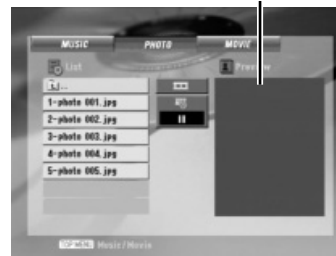 MUSIC PHOTO MOVIE
List Preview
...
1-photo 001.jpg
2-photo 002.jpg
3-photo 003.jpg
4-photo 004.jpg
5-photo 005.jpg
TOP MENU Music/Movie